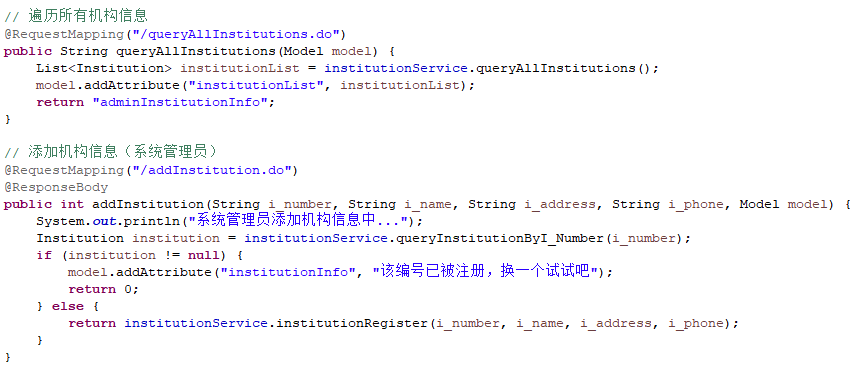 // 遍历所有机构信息
@RequestMapping("/queryAllInstitutions.do")
public String queryAllInstitutions(Model model) {
    List<Institution> institutionList = institutionService.queryAllInstitutions();
    model.addAttribute("institutionList", institutionList);
    return "adminInstitutionInfo";
}
// 添加机构信息（系统管理员）
@RequestMapping("/addInstitution.do")
@ResponseBody
public int addInstitution(String i_number, String i_name, String i_address, String i_phone, Model model) {
    System.out.println("系统管理员添加机构信息中...");
    Institution institution = institutionService.queryInstitutionByI_Number(i_number);
    if (institution != null) {
        model.addAttribute("institutionInfo", "该编号已被注册，换一个试试吧");
        return 0;
    } else {
        return institutionService.institutionRegister(i_number, i_name, i_address, i_phone);
    }
}